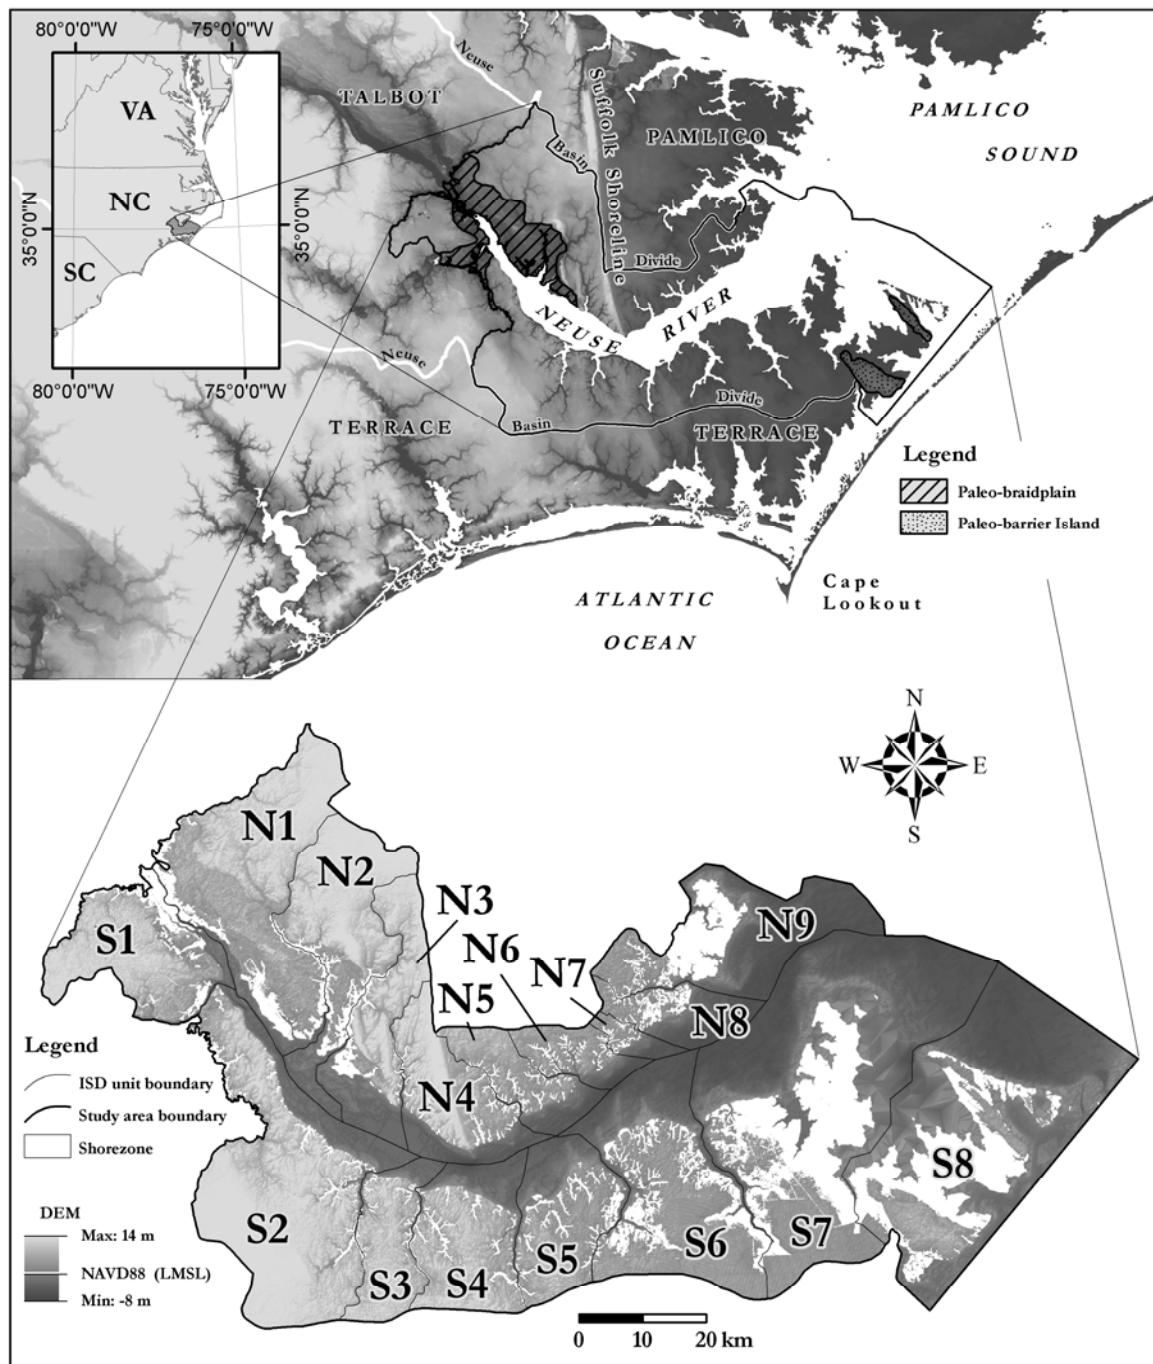 80°0'0"W
75°0'0"W
VA
NC
SC
35°0'0"N
35°0'0"N
80°0'0"W
75°0'0"W
Neuse
TALBOT
Suffolk Shoreline
PAMLICO
PAMLICO
SOUND
Basin
Divide
NEUSE
RIVER
Neuse
TERRACE
Basin
Divide
TERRACE
Legend
Paleo-braidplain
Paleo-barrier Island
Cape
Lookout
ATLANTIC
OCEAN
N
W
E
S
N1
N2
N3
N6
N5
N7
N9
N8
N4
S1
S2
S3
S4
S5
S6
S7
S8
Legend
ISD unit boundary
Study area boundary
Shorezone
DEM
Max: 14 m
NAVD88 (LMSL)
Min: -8 m
0
10
20 km